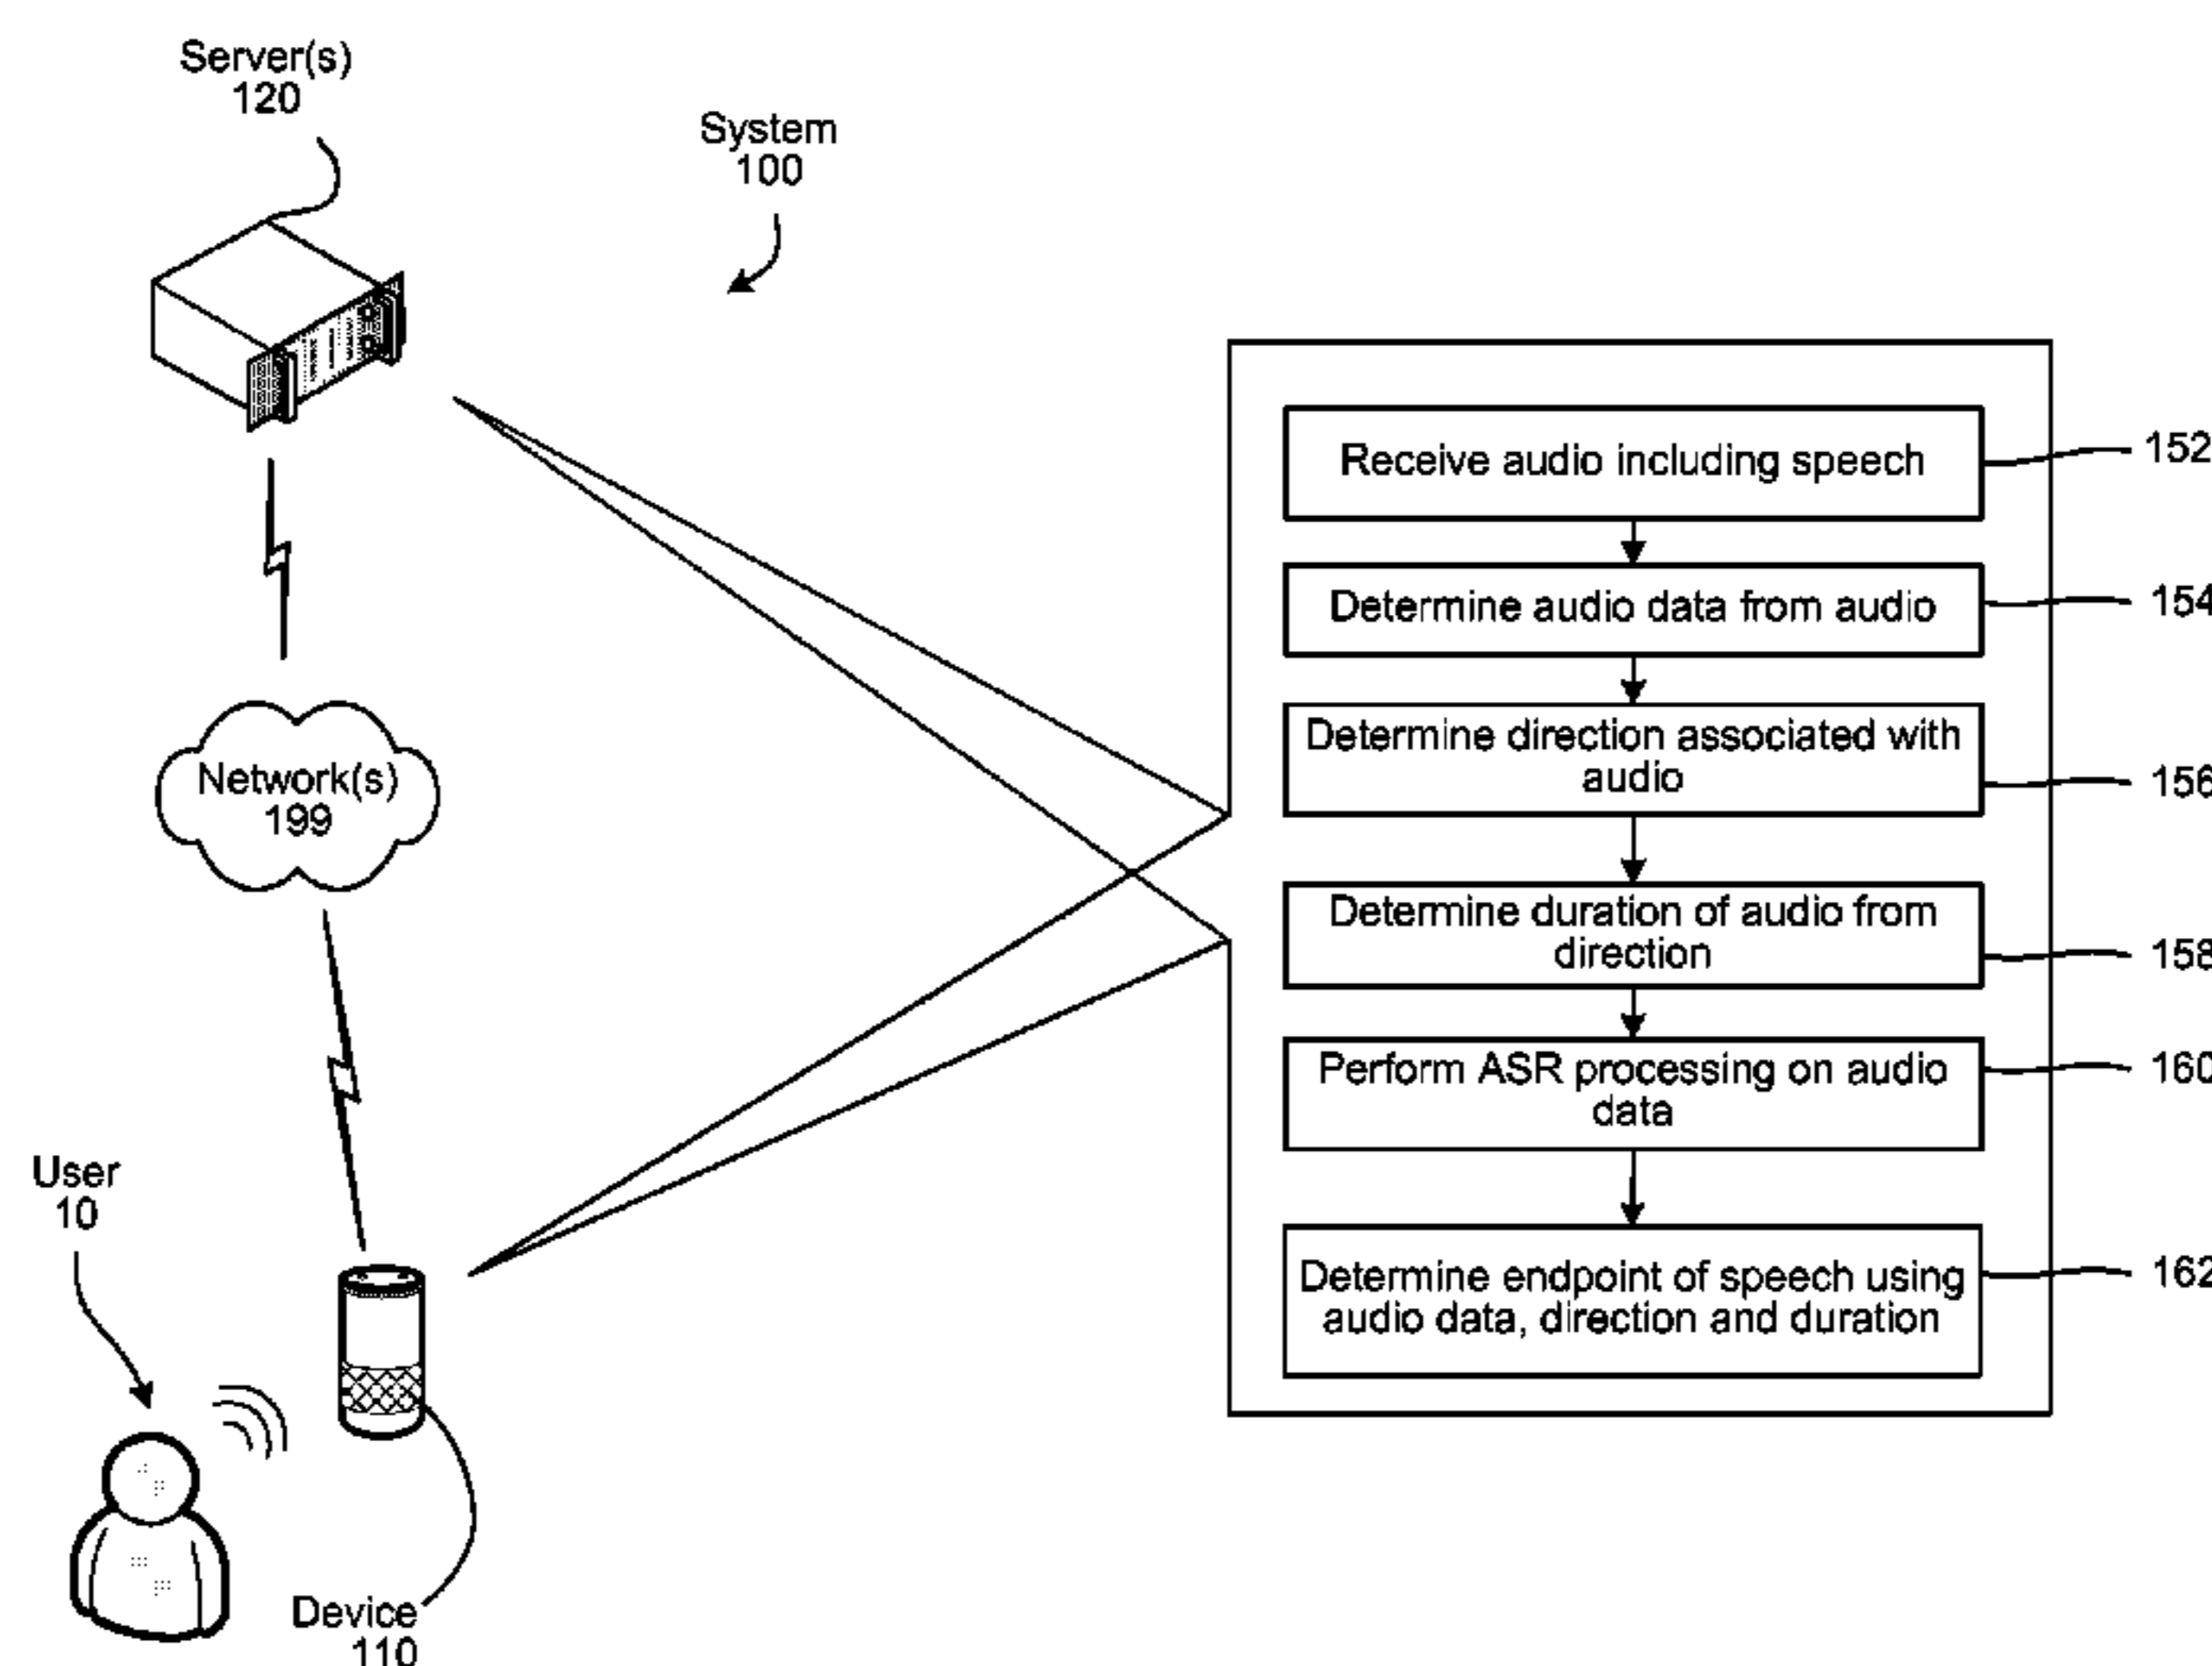 Server(s)
120
System
100
Receive audio including speech
152
Determine audio data from audio
154
Determine direction associated with
audio
156
Network(s)
199
Determine duration of audio from
direction
158
Perform ASR processing on audio
data
160
User
10
Determine endpoint of speech using
audio data, direction and duration
162
Device
110